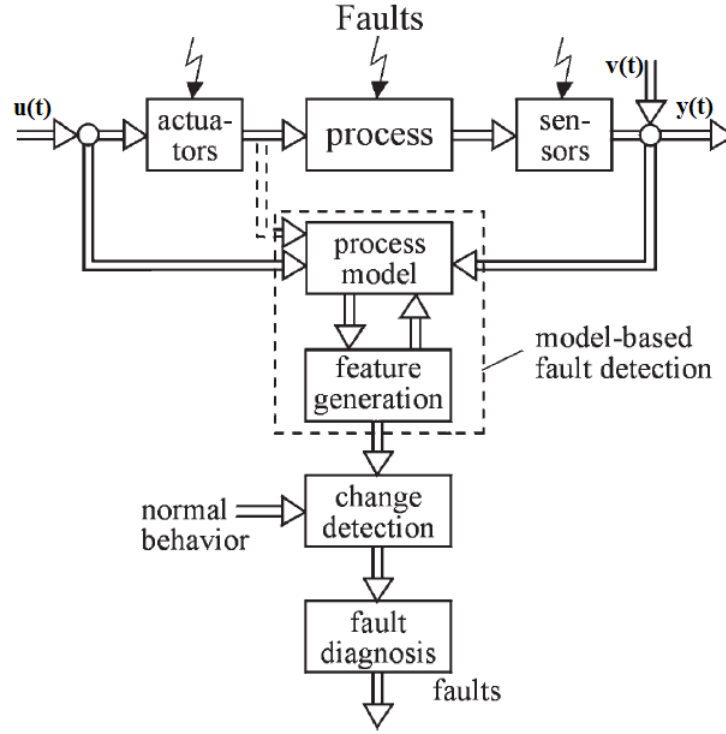 Faults
v(t)
u(t)
y(t)
actua-
tors
process
sen-
sors
process
model
model-based
fault detection
feature
generation
normal
behavior
change
detection
fault
diagnosis
faults